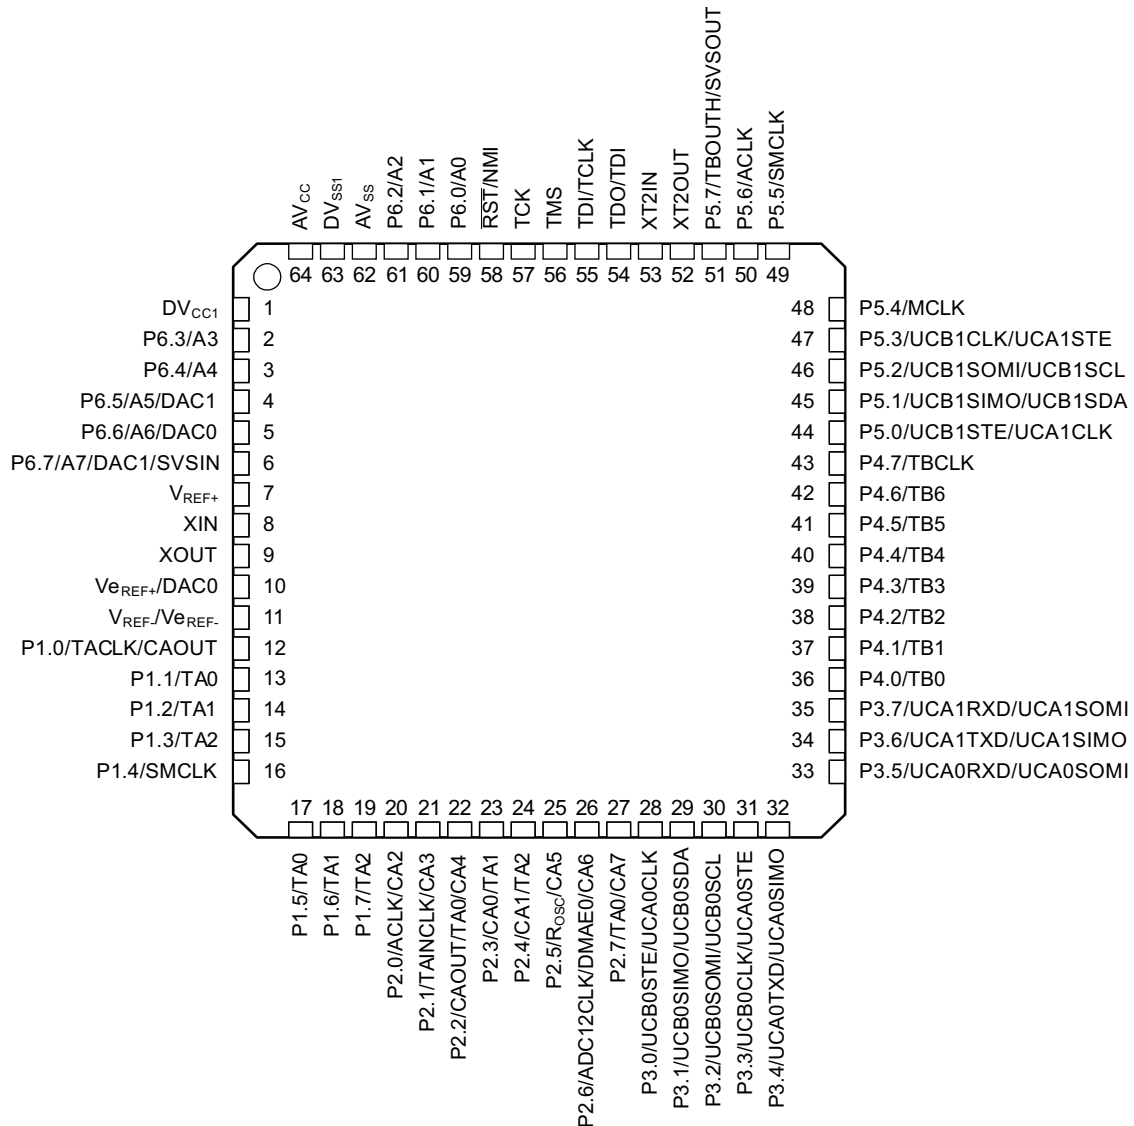 AVCC
DVSS1
AVSS
P6.2/A2
P6.1/A1
P6.0/A0
RST/NMI
TCK
TMS
TDI/TCLK
TDO/TDI
XT2IN
XT2OUT
P5.7/TBOUTH/SVSOUT
P5.6/ACLK
P5.5/SMCLK
64 63 62 61 60 59 58 57 56 55 54 53 52 51 50 49
DVCC1 1
P6.3/A3 2
P6.4/A4 3
P6.5/A5/DAC1 4
P6.6/A6/DAC0 5
P6.7/A7/DAC1/SVSIN 6
VREF+ 7
XIN 8
XOUT 9
VeREF+/DAC0 10
VREF-/VeREF- 11
P1.0/TACLK/CAOUT 12
P1.1/TA0 13
P1.2/TA1 14
P1.3/TA2 15
P1.4/SMCLK 16
48 P5.4/MCLK
47 P5.3/UCB1CLK/UCA1STE
46 P5.2/UCB1SOMI/UCB1SCL
45 P5.1/UCB1SIMO/UCB1SDA
44 P5.0/UCB1STE/UCA1CLK
43 P4.7/TBCLK
42 P4.6/TB6
41 P4.5/TB5
40 P4.4/TB4
39 P4.3/TB3
38 P4.2/TB2
37 P4.1/TB1
36 P4.0/TB0
35 P3.7/UCA1RXD/UCA1SOMI
34 P3.6/UCA1TXD/UCA1SIMO
33 P3.5/UCA0RXD/UCA0SOMI
17 18 19 20 21 22 23 24 25 26 27 28 29 30 31 32
P1.5/TA0
P1.6/TA1
P1.7/TA2
P2.0/ACLK/CA2
P2.1/TAINCLK/CA3
P2.2/CAOUT/TA0/CA4
P2.3/CA0/TA1
P2.4/CA1/TA2
P2.5/ROSC/CA5
P2.6/ADC12CLK/DMAE0/CA6
P2.7/TA0/CA7
P3.0/UCB0STE/UCA0CLK
P3.1/UCB0SIMO/UCB0SDA
P3.2/UCB0SOMI/UCB0SCL
P3.3/UCB0CLK/UCA0STE
P3.4/UCA0TXD/UCA0SIMO